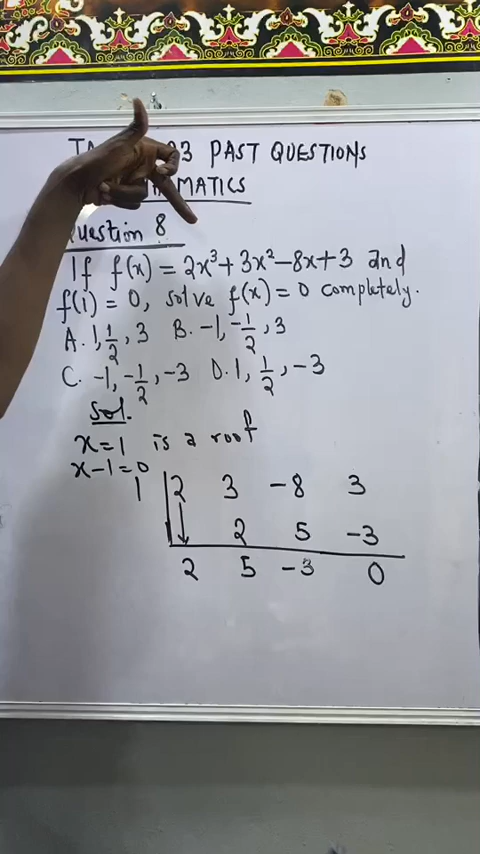 PAST QUESTIONS
Question 8
If f(x) = 2x³+3x²−8x+3 and
f(1) = 0, solve f(x)=0 completely.
A. 1, 1/2, 3 B. −1, −1/2, 3
C. −1, −1/2, −3 D. 1, 1/2, −3
Sol.
x=1 is a root
x−1=0
1 2 3 −8 3
2 5 −3
2 5 −3 0